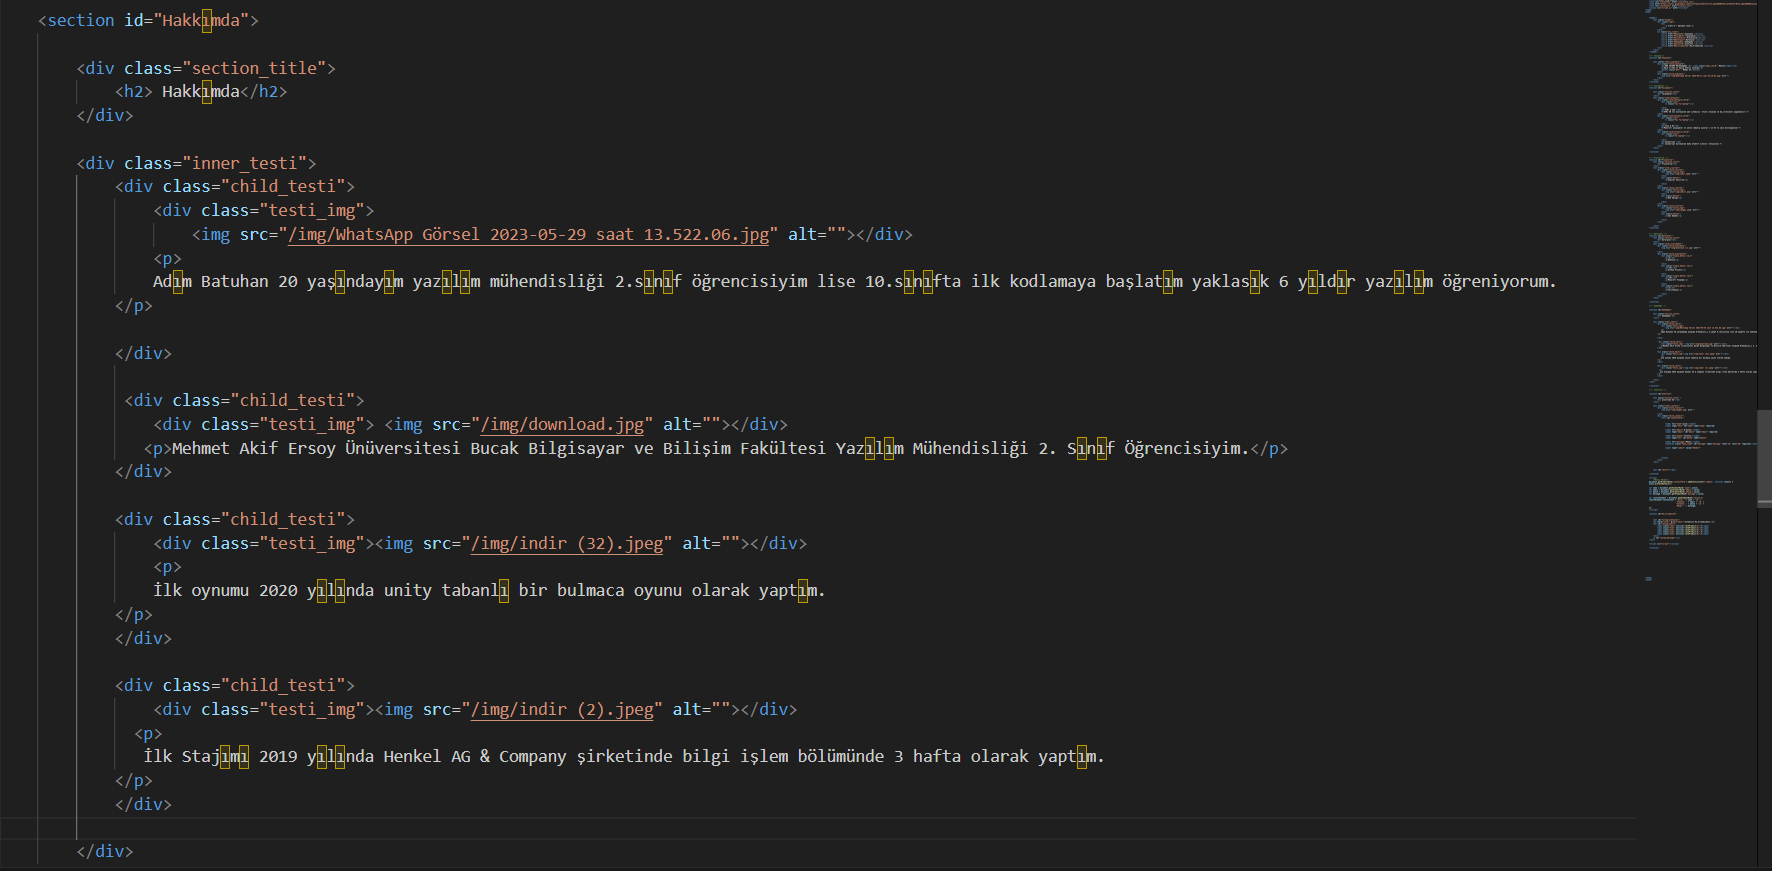 <section id="Hakkımda">
<div class="section_title">
<h2> Hakkımda</h2>
</div>
<div class="inner_testi">
<div class="child_testi">
<div class="testi_img">
<img src="/img/WhatsApp Görsel 2023-05-29 saat 13.522.06.jpg" alt=""></div>
<p>
Adım Batuhan 20 yaşındayım yazılım mühendisliği 2.sınıf öğrencisiyim lise 10.sınıfta ilk kodlamaya başlatım yaklasık 6 yıldır yazılım öğreniyorum.
</p>
</div>
<div class="child_testi">
<div class="testi_img"> <img src="/img/download.jpg" alt=""></div>
<p>Mehmet Akif Ersoy Ünüversitesi Bucak Bilgisayar ve Bilişim Fakültesi Yazılım Mühendisliği 2. Sınıf Öğrencisiyim.</p>
</div>
<div class="child_testi">
<div class="testi_img"><img src="/img/indir (32).jpeg" alt=""></div>
<p>
İlk oynumu 2020 yılında unity tabanlı bir bulmaca oyunu olarak yaptım.
</p>
</div>
<div class="child_testi">
<div class="testi_img"><img src="/img/indir (2).jpeg" alt=""></div>
<p>
İlk Stajımı 2019 yılında Henkel AG & Company şirketinde bilgi işlem bölümünde 3 hafta olarak yaptım.
</p>
</div>
</div>